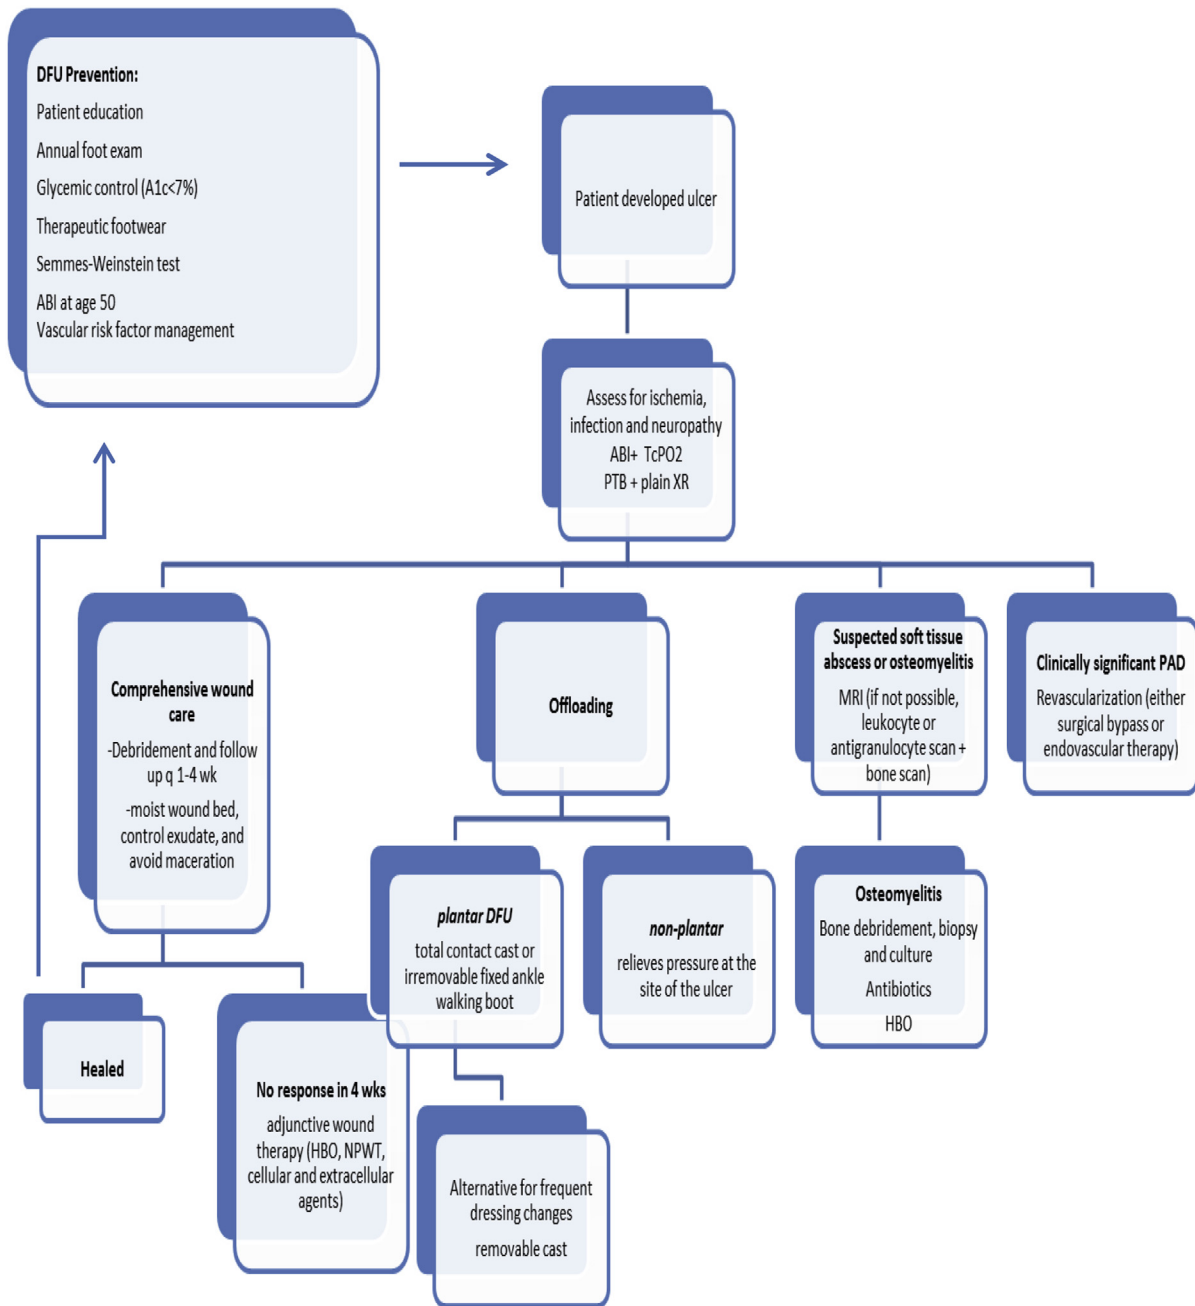 DFU Prevention:
Patient education
Annual foot exam
Glycemic control (A1c<7%)
Therapeutic footwear
Semmes-Weinstein test
ABI at age 50
Vascular risk factor management
Patient developed ulcer
Assess for ischemia,
infection and neuropathy
ABI+ TcPO2
PTB + plain XR
Comprehensive wound
care
-Debridement and follow
up q 1-4 wk
-moist wound bed,
control exudate, and
avoid maceration
Offloading
Suspected soft tissue
abscess or osteomyelitis
MRI (if not possible,
leukocyte or
antigranulocyte scan +
bone scan)
Clinically significant PAD
Revascularization (either
surgical bypass or
endovascular therapy)
Healed
No response in 4 wks
adjunctive wound
therapy (HBO, NPWT,
cellular and extracellular
agents)
plantar DFU
total contact cast or
irremovable fixed ankle
walking boot
non-plantar
relieves pressure at the
site of the ulcer
Osteomyelitis
Bone debridement, biopsy
and culture
Antibiotics
HBO
Alternative for frequent
dressing changes
removable cast